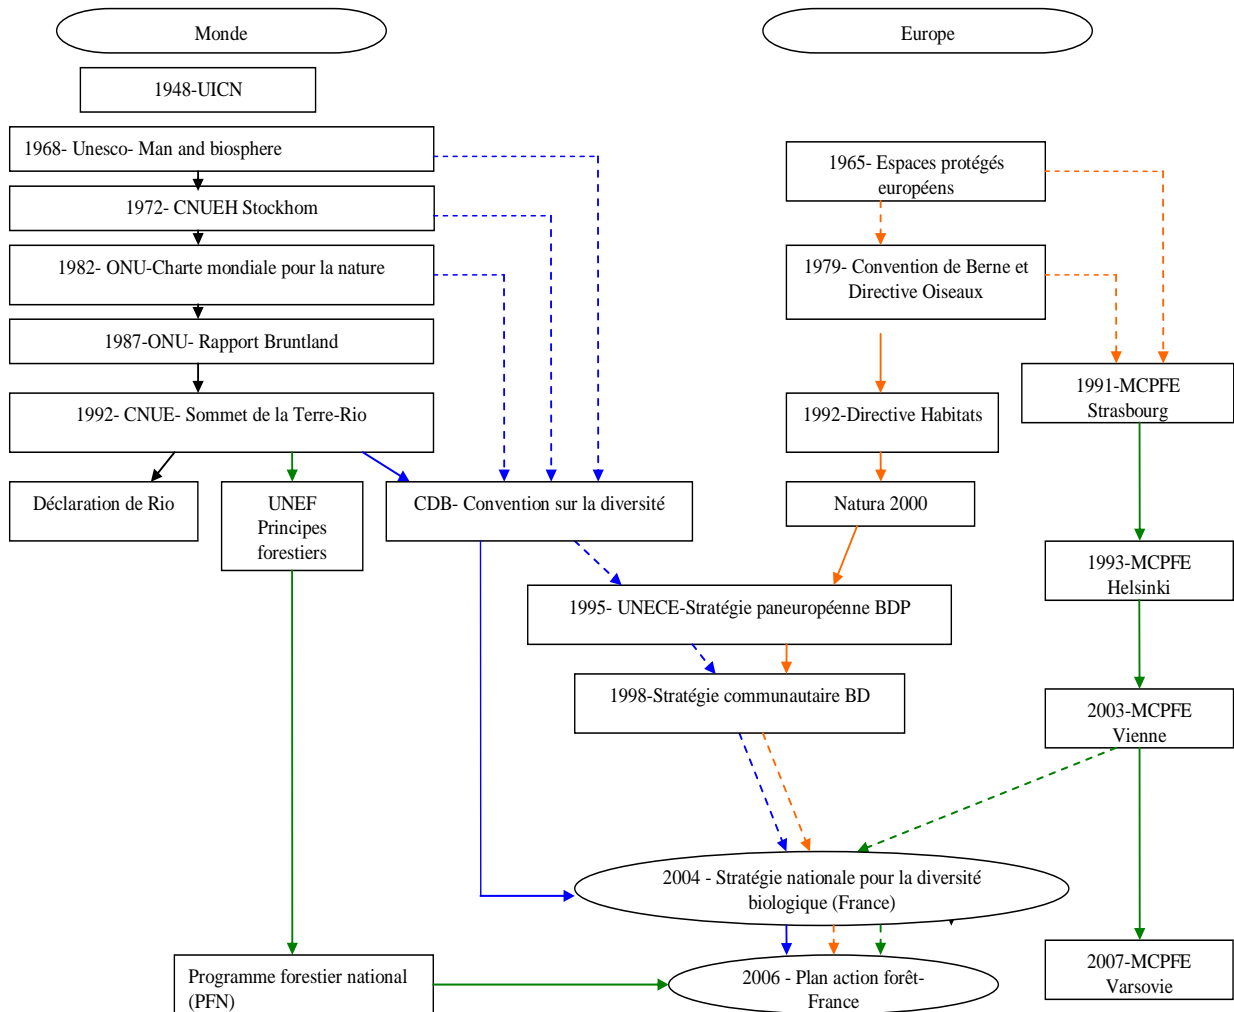 Monde
Europe
1948-UICN
1968- Unesco- Man and biosphere
1972- CNUEH Stockhom
1982- ONU-Charte mondiale pour la nature
1987-ONU- Rapport Bruntland
1992- CNUE- Sommet de la Terre-Rio
Déclaration de Rio
UNEF
Principes
forestiers
CDB- Convention sur la diversité
1965- Espaces protégés
européens
1979- Convention de Berne et
Directive Oiseaux
1992-Directive Habitats
Natura 2000
1991-MCPFE
Strasbourg
1993-MCPFE
Helsinki
1995- UNECE-Stratégie paneuropéenne BDP
1998-Stratégie communautaire BD
2003-MCPFE
Vienne
2004 - Stratégie nationale pour la diversité
biologique (France)
Programme forestier national
(PFN)
2006 - Plan action forêt-
France
2007-MCPFE
Varsovie